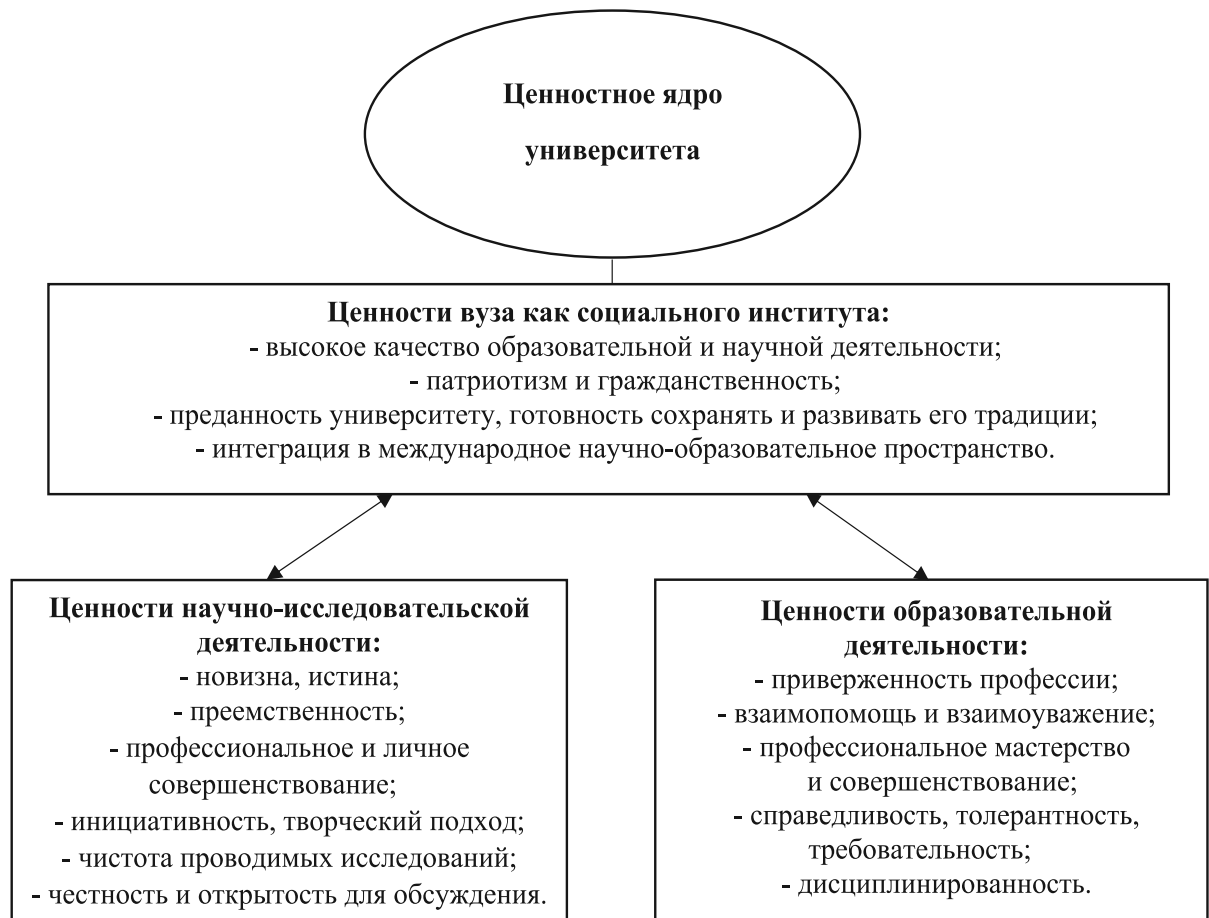 Ценностное ядро
университета
Ценности вуза как социального института:
- высокое качество образовательной и научной деятельности;
- патриотизм и гражданственность;
- преданность университету, готовность сохранять и развивать его традиции;
- интеграция в международное научно-образовательное пространство.
Ценности научно-исследовательской
деятельности:
- новизна, истина;
- преемственность;
- профессиональное и личное
совершенствование;
- инициативность, творческий подход;
- чистота проводимых исследований;
- честность и открытость для обсуждения.
Ценности образовательной
деятельности:
- приверженность профессии;
- взаимопомощь и взаимоуважение;
- профессиональное мастерство
и совершенствование;
- справедливость, толерантность,
требовательность;
- дисциплинированность.